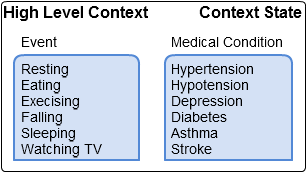 High Level Context Context State
Event Medical Condition
Resting Hypertension
Eating Hypotension
Execising Depression
Falling Diabetes
Sleeping Asthma
Watching TV Stroke